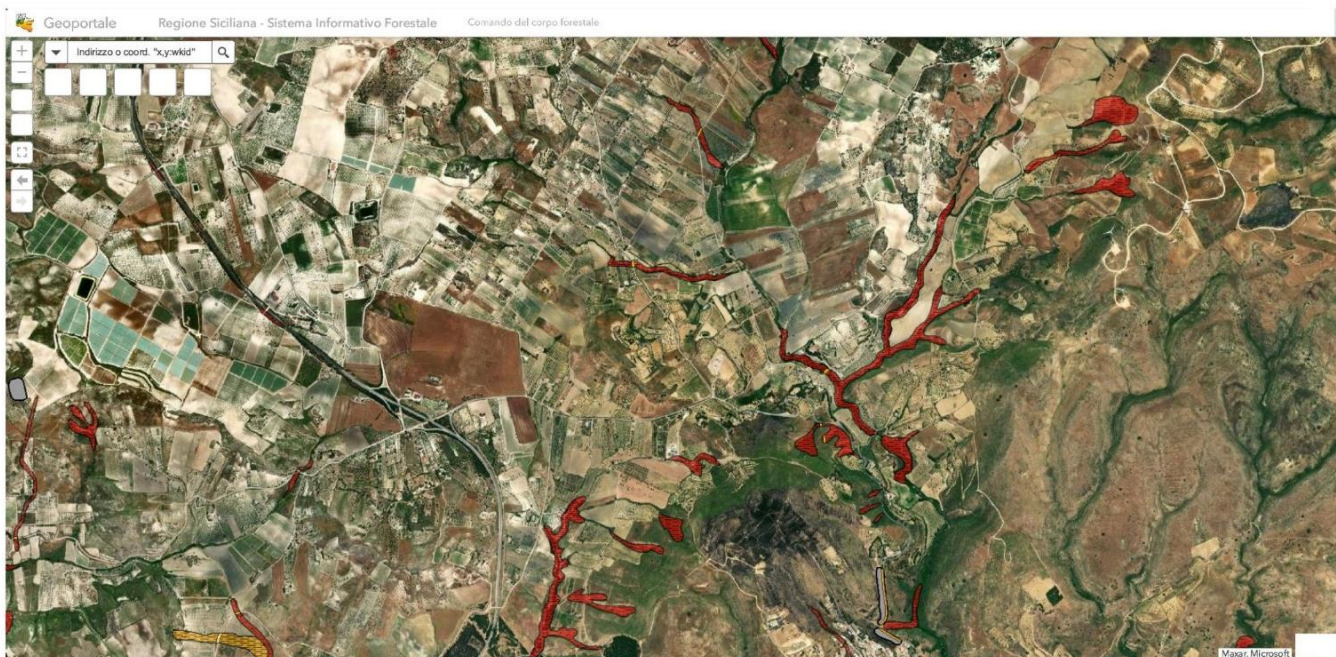 Geoportale Regione Siciliana - Sistema Informativo Forestale Comando del corpo forestale
+
Indirizzo o coord. "x,y:wkid"
−
Maxar, Microsoft